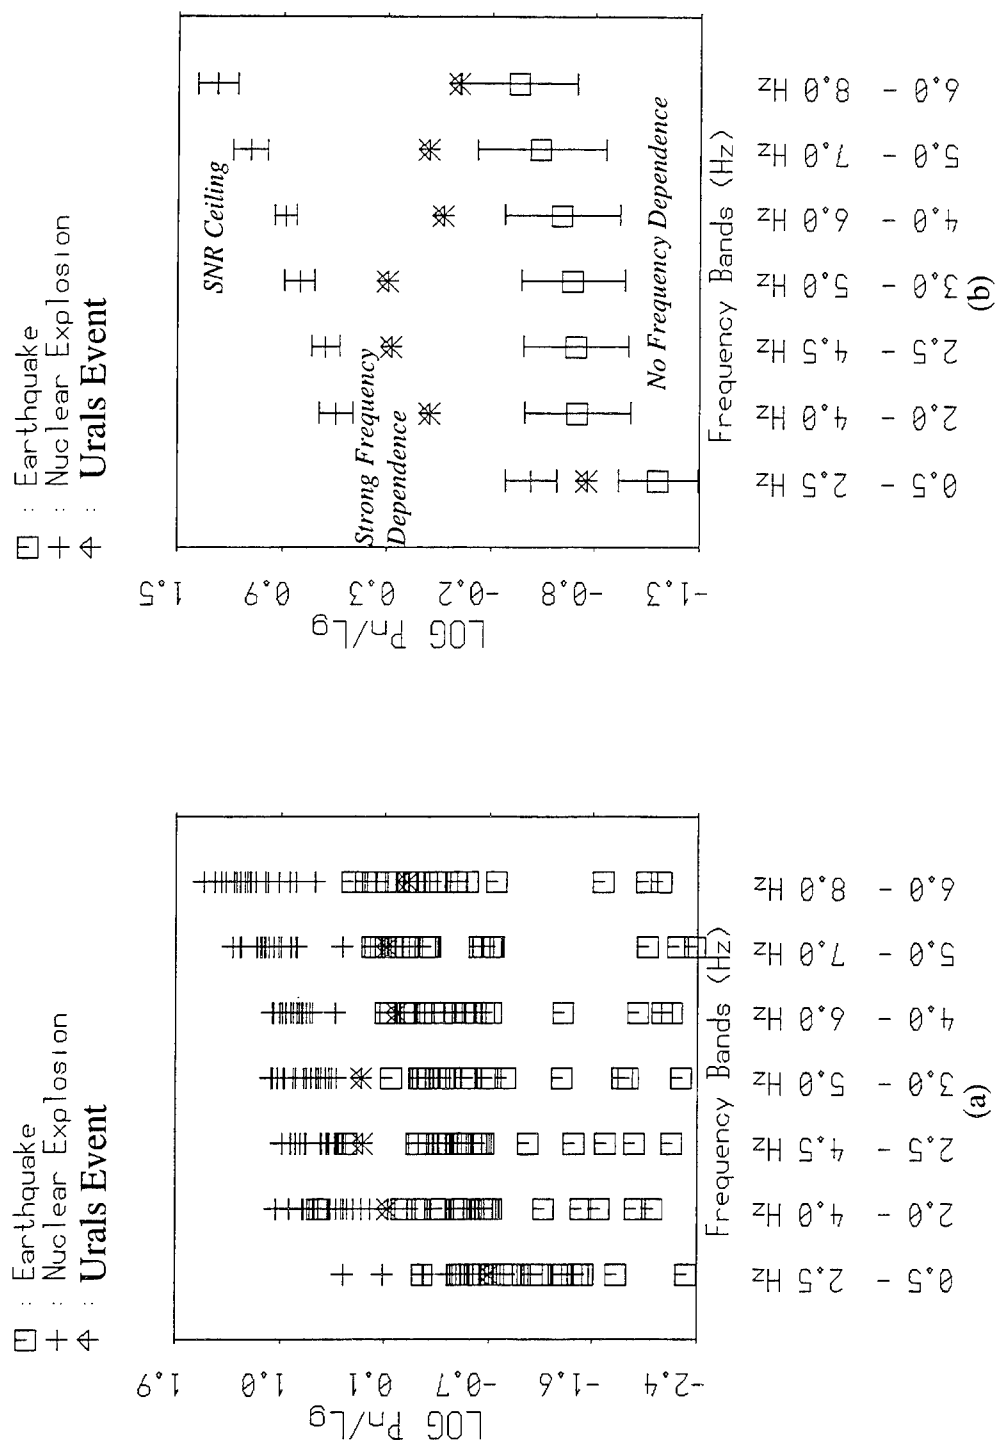 : Earthquake
: Nuclear Explosion
: Urals Event
LOG Pn/Lg
1.9
1.0
0.1
-0.7
-1.6
-2.4
0.5 - 2.5 Hz
2.0 - 4.0 Hz
2.5 - 4.5 Hz
3.0 - 5.0 Hz
4.0 - 6.0 Hz
5.0 - 7.0 Hz
6.0 - 8.0 Hz
Frequency Bands (Hz)
(a)
: Earthquake
: Nuclear Explosion
: Urals Event
LOG Pn/Lg
1.5
0.9
0.3
-0.2
-0.8
-1.3
SNR Ceiling
Strong Frequency
Dependence
No Frequency Dependence
0.5 - 2.5 Hz
2.0 - 4.0 Hz
2.5 - 4.5 Hz
3.0 - 5.0 Hz
4.0 - 6.0 Hz
5.0 - 7.0 Hz
6.0 - 8.0 Hz
Frequency Bands (Hz)
(b)